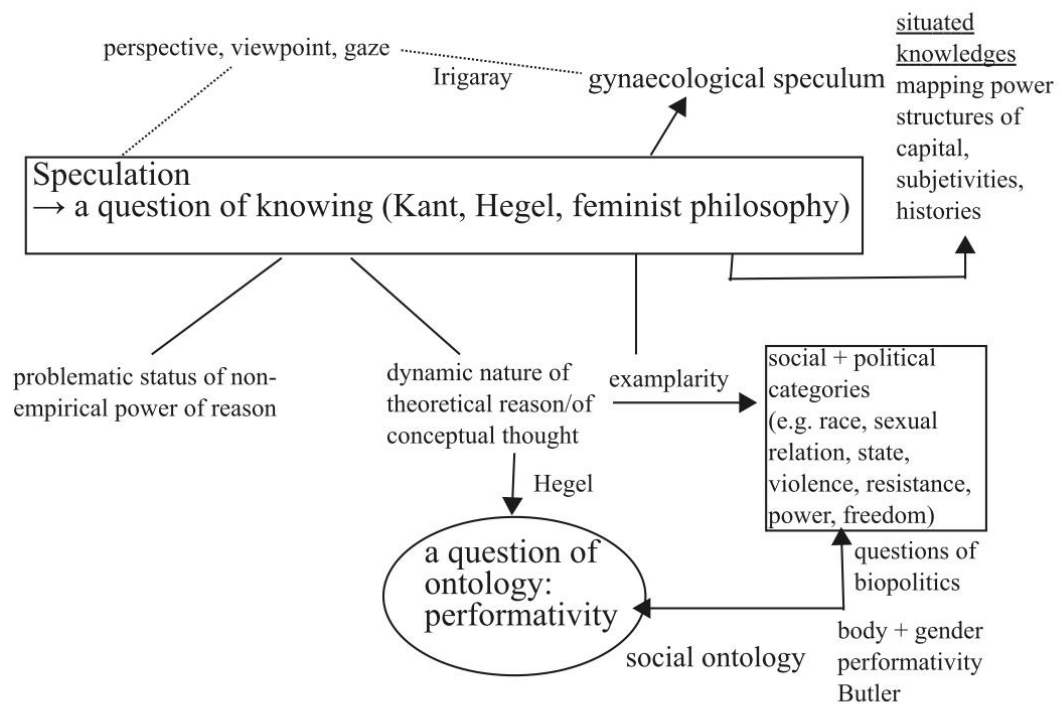 perspective, viewpoint, gaze
Irigaray
gynaecological speculum
situated
knowledges
mapping power
structures of
capital,
subjetivities,
histories
Speculation
→ a question of knowing (Kant, Hegel, feminist philosophy)
problematic status of non-
empirical power of reason
dynamic nature of
theoretical reason/of
conceptual thought
examplarity
social + political
categories
(e.g. race, sexual
relation, state,
violence, resistance,
power, freedom)
Hegel
a question of
ontology:
performativity
questions of
biopolitics
social ontology
body + gender
performativity
Butler